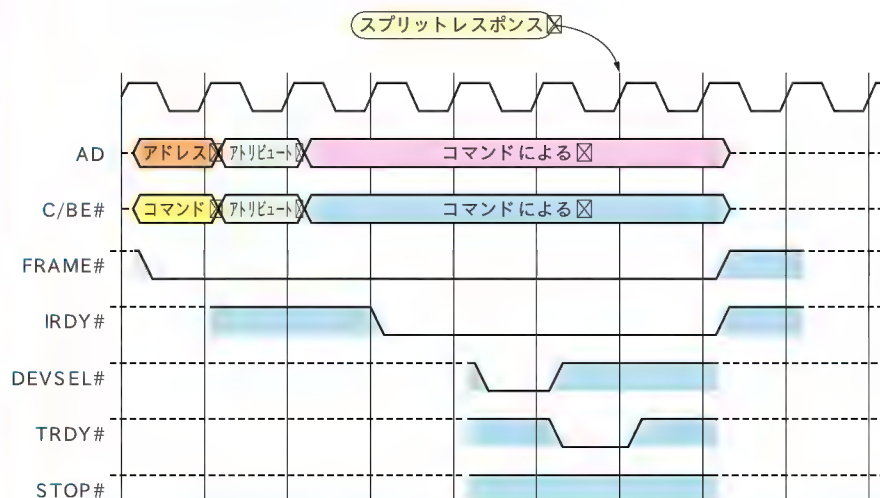 スプリットレスポンス
AD アドレス アトリビュート コマンドによる
C/BE# コマンド アトリビュート コマンドによる
FRAME#
IRDY#
DEVSEL#
TRDY#
STOP#